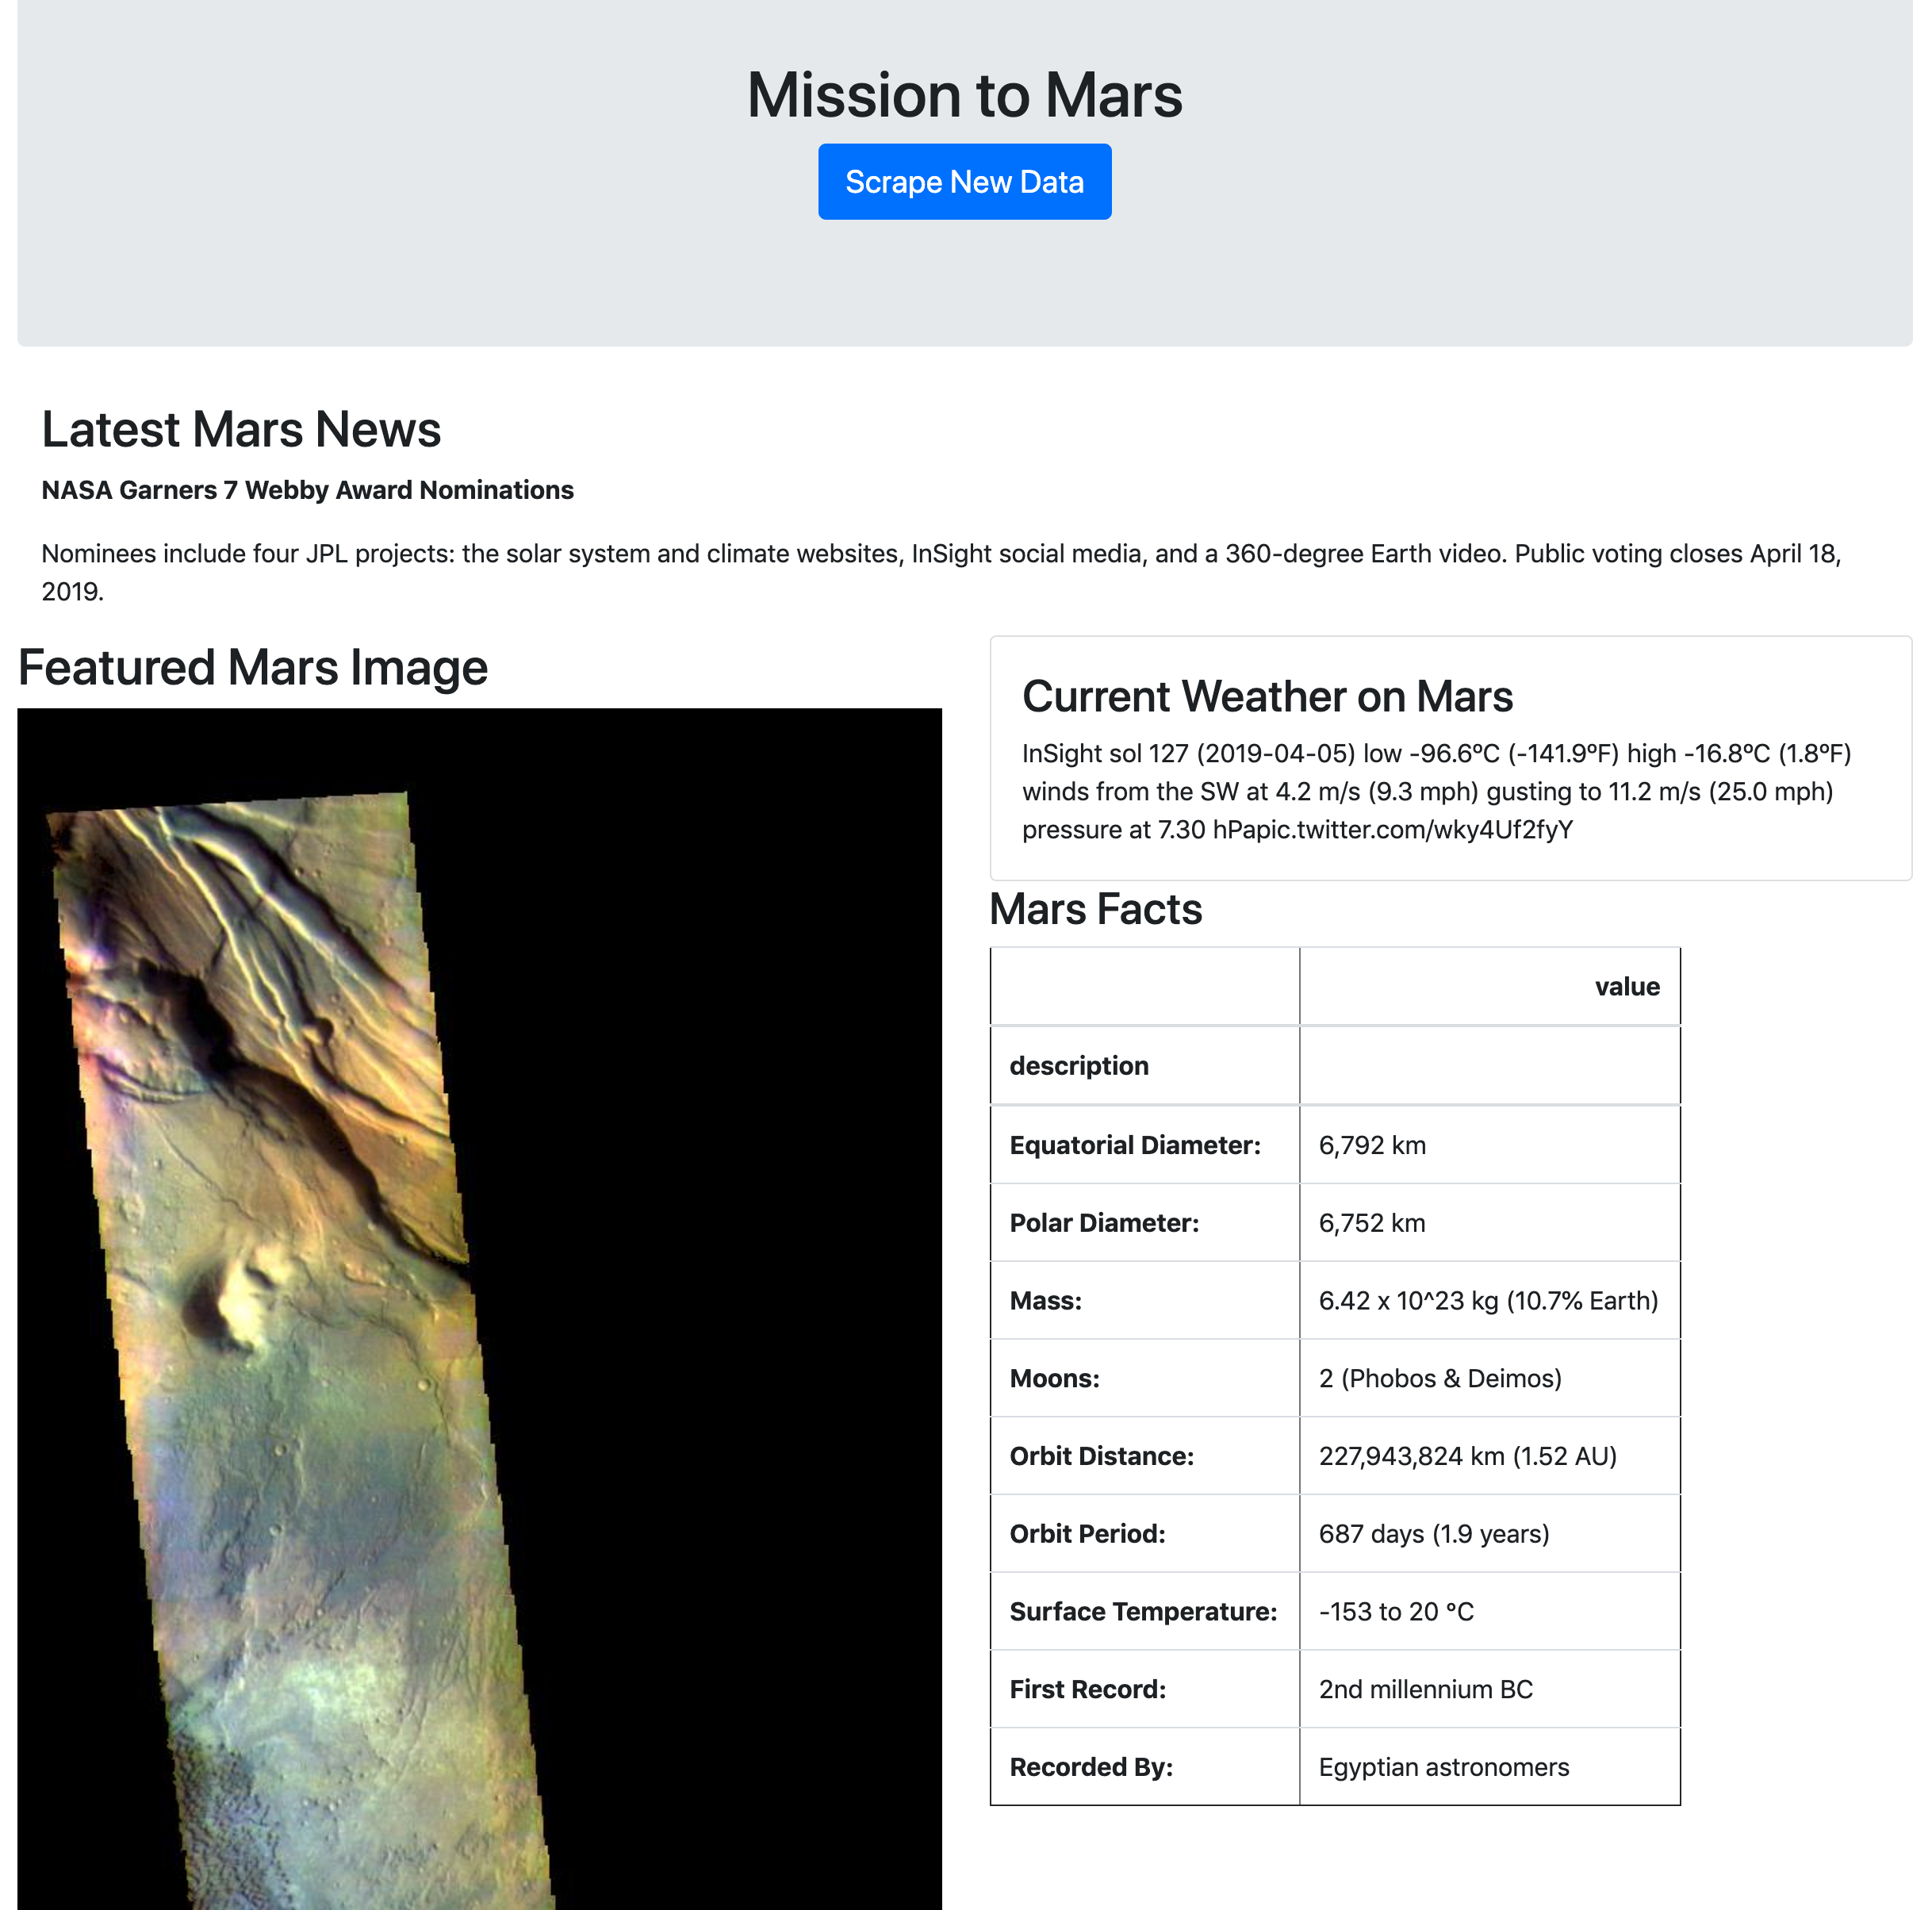 Mission to Mars
Scrape New Data
Latest Mars News
NASA Garners 7 Webby Award Nominations
Nominees include four JPL projects: the solar system and climate websites, InSight social media, and a 360-degree Earth video. Public voting closes April 18,
2019.
Featured Mars Image
Current Weather on Mars
InSight sol 127 (2019-04-05) low -96.6ºC (-141.9ºF) high -16.8ºC (1.8ºF)
winds from the SW at 4.2 m/s (9.3 mph) gusting to 11.2 m/s (25.0 mph)
pressure at 7.30 hPapic.twitter.com/wky4Uf2fyY
Mars Facts
value
description
Equatorial Diameter: 6,792 km
Polar Diameter: 6,752 km
Mass: 6.42 x 10^23 kg (10.7% Earth)
Moons: 2 (Phobos & Deimos)
Orbit Distance: 227,943,824 km (1.52 AU)
Orbit Period: 687 days (1.9 years)
Surface Temperature: -153 to 20 °C
First Record: 2nd millennium BC
Recorded By: Egyptian astronomers